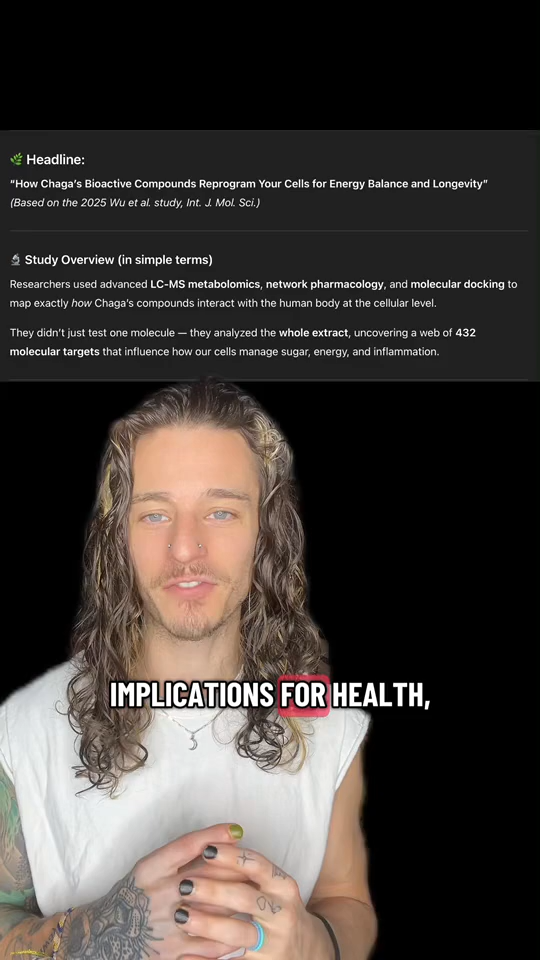 🌿 Headline:
“How Chaga’s Bioactive Compounds Reprogram Your Cells for Energy Balance and Longevity”
(Based on the 2025 Wu et al. study, Int. J. Mol. Sci.)
🔬 Study Overview (in simple terms)
Researchers used advanced LC-MS metabolomics, network pharmacology, and molecular docking to
map exactly how Chaga’s compounds interact with the human body at the cellular level.
They didn’t just test one molecule — they analyzed the whole extract, uncovering a web of 432
molecular targets that influence how our cells manage sugar, energy, and inflammation.
IMPLICATIONS FOR HEALTH,